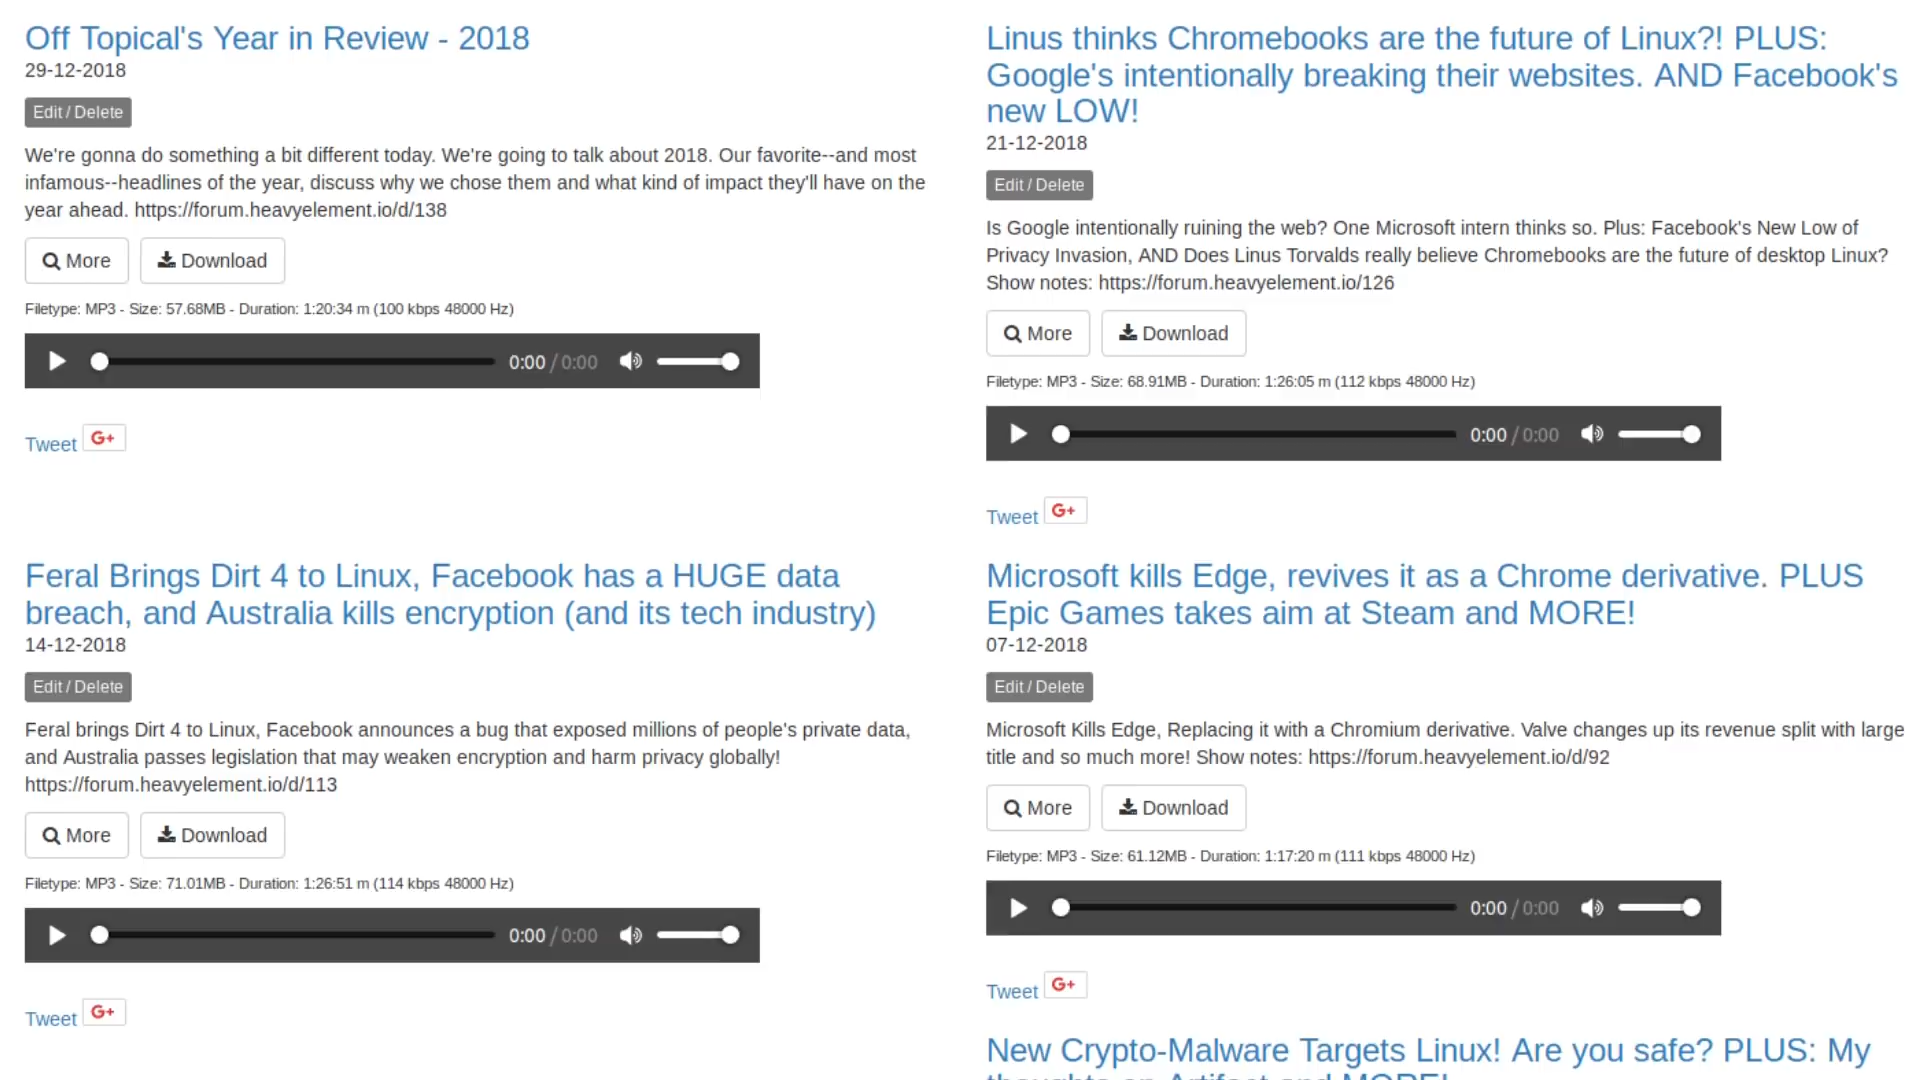 Off Topical's Year in Review - 2018
29-12-2018
Edit / Delete
We're gonna do something a bit different today. We're going to talk about 2018. Our favorite--and most
infamous--headlines of the year, discuss why we chose them and what kind of impact they'll have on the
year ahead. https://forum.heavyelement.io/d/138
More Download
Filetype: MP3 - Size: 57.68MB - Duration: 1:20:34 m (100 kbps 48000 Hz)
0:00 / 0:00
Tweet G+
Linus thinks Chromebooks are the future of Linux?! PLUS:
Google's intentionally breaking their websites. AND Facebook's
new LOW!
21-12-2018
Edit / Delete
Is Google intentionally ruining the web? One Microsoft intern thinks so. Plus: Facebook's New Low of
Privacy Invasion, AND Does Linus Torvalds really believe Chromebooks are the future of desktop Linux?
Show notes: https://forum.heavyelement.io/126
More Download
Filetype: MP3 - Size: 68.91MB - Duration: 1:26:05 m (112 kbps 48000 Hz)
0:00 / 0:00
Tweet G+
Feral Brings Dirt 4 to Linux, Facebook has a HUGE data
breach, and Australia kills encryption (and its tech industry)
14-12-2018
Edit / Delete
Feral brings Dirt 4 to Linux, Facebook announces a bug that exposed millions of people's private data,
and Australia passes legislation that may weaken encryption and harm privacy globally!
https://forum.heavyelement.io/d/113
More Download
Filetype: MP3 - Size: 71.01MB - Duration: 1:26:51 m (114 kbps 48000 Hz)
0:00 / 0:00
Tweet G+
Microsoft kills Edge, revives it as a Chrome derivative. PLUS
Epic Games takes aim at Steam and MORE!
07-12-2018
Edit / Delete
Microsoft Kills Edge, Replacing it with a Chromium derivative. Valve changes up its revenue split with large
title and so much more! Show notes: https://forum.heavyelement.io/d/92
More Download
Filetype: MP3 - Size: 61.12MB - Duration: 1:17:20 m (111 kbps 48000 Hz)
0:00 / 0:00
Tweet G+
New Crypto-Malware Targets Linux! Are you safe? PLUS: My
thoughts on Artifact and MORE!